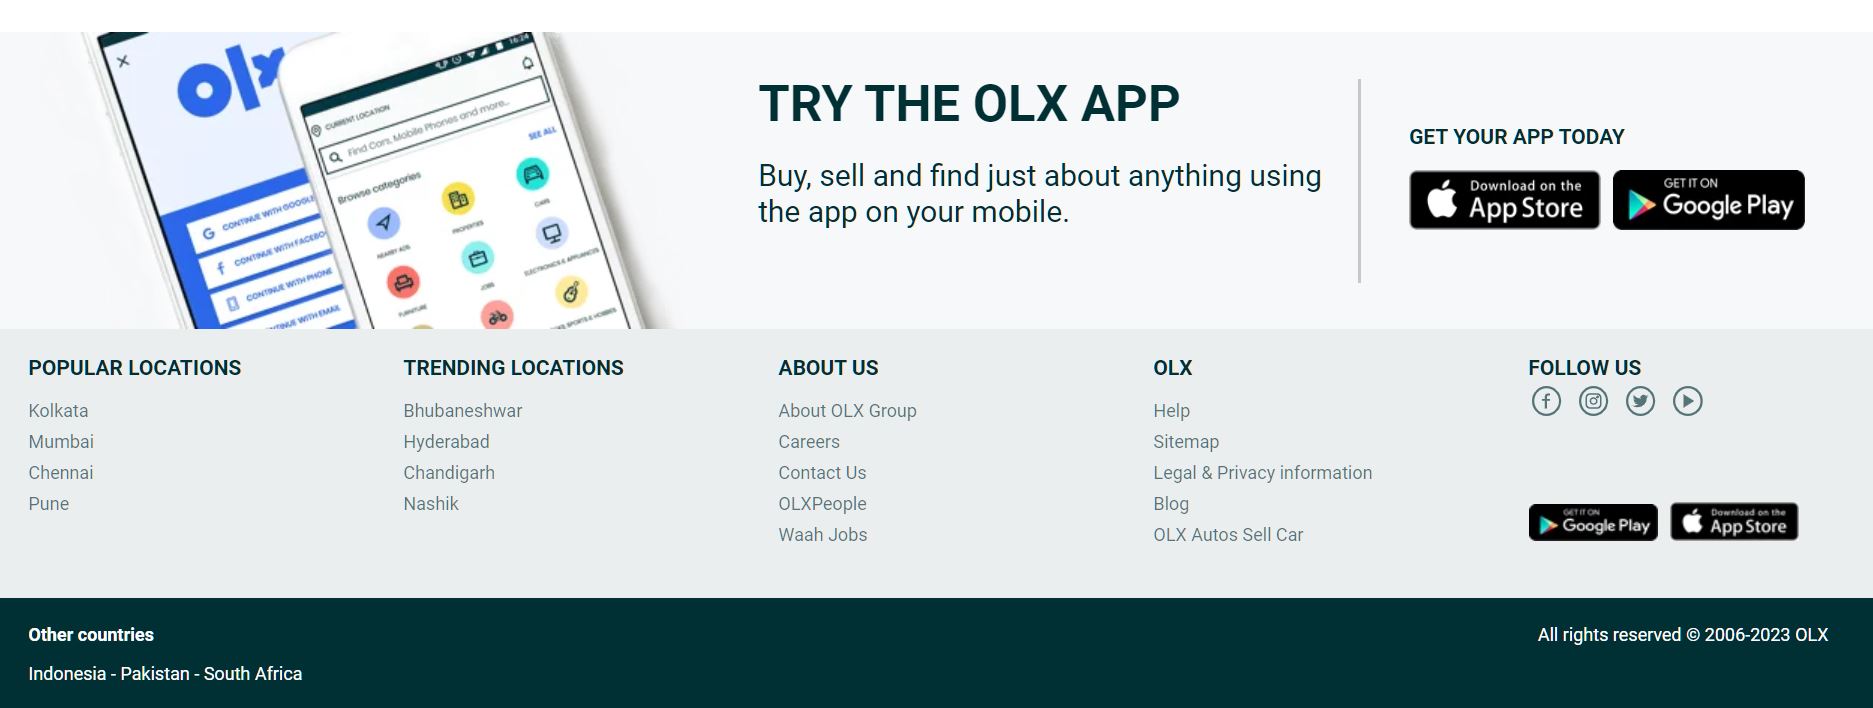 olx
16:24
CURRENT LOCATION
Find Cars, Mobile Phones and more...
SEE ALL
Browse categories
NEARBY ADS
PROPERTIES
CARS
FURNITURE
JOBS
ELECTRONICS & APPLIANCES
SPORTS & HOBBIES
CONTINUE WITH GOOGLE
CONTINUE WITH FACEBO
CONTINUE WITH PHONE
NTINUE WITH EMAIL
TRY THE OLX APP
Buy, sell and find just about anything using
the app on your mobile.
GET YOUR APP TODAY
Download on the
App Store
GET IT ON
Google Play
POPULAR LOCATIONS
Kolkata
Mumbai
Chennai
Pune
TRENDING LOCATIONS
Bhubaneshwar
Hyderabad
Chandigarh
Nashik
ABOUT US
About OLX Group
Careers
Contact Us
OLXPeople
Waah Jobs
OLX
Help
Sitemap
Legal & Privacy information
Blog
OLX Autos Sell Car
FOLLOW US
GET IT ON
Google Play
Download on the
App Store
Other countries
Indonesia - Pakistan - South Africa
All rights reserved © 2006-2023 OLX